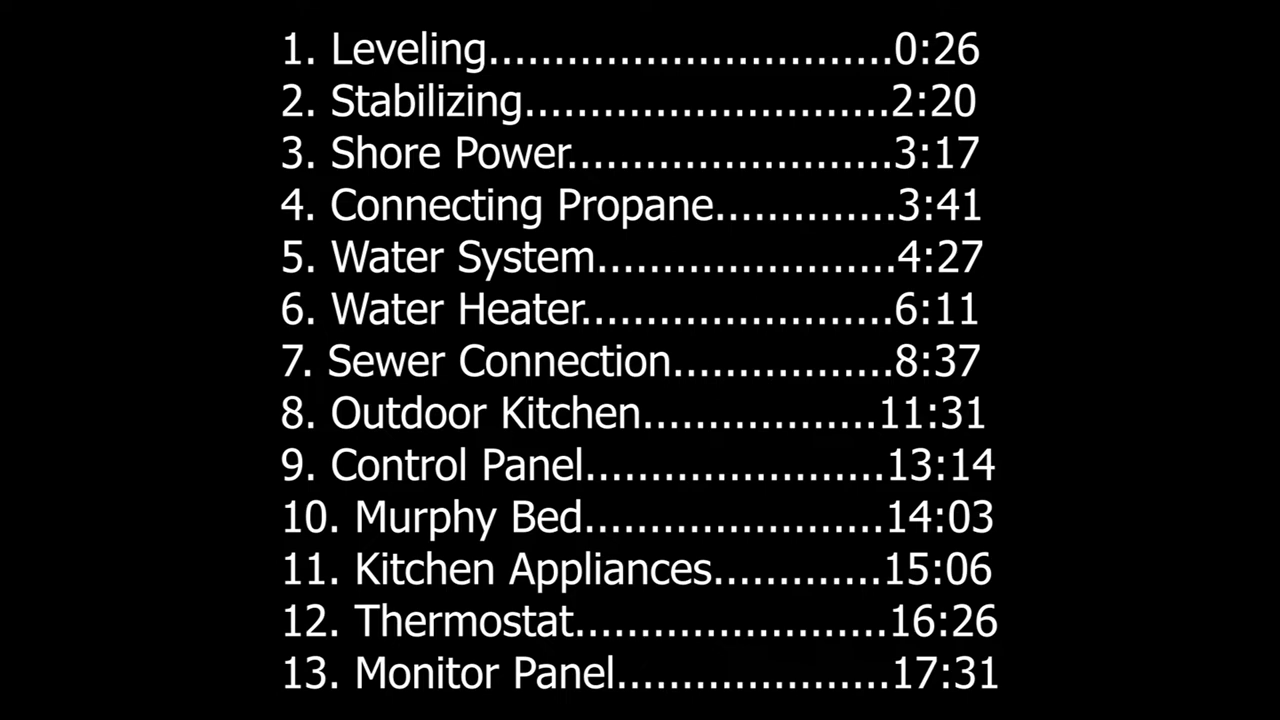 1. Leveling...............................0:26
2. Stabilizing............................2:20
3. Shore Power.........................3:17
4. Connecting Propane..............3:41
5. Water System.......................4:27
6. Water Heater........................6:11
7. Sewer Connection.................8:37
8. Outdoor Kitchen..................11:31
9. Control Panel.......................13:14
10. Murphy Bed.......................14:03
11. Kitchen Appliances.............15:06
12. Thermostat........................16:26
13. Monitor Panel.....................17:31